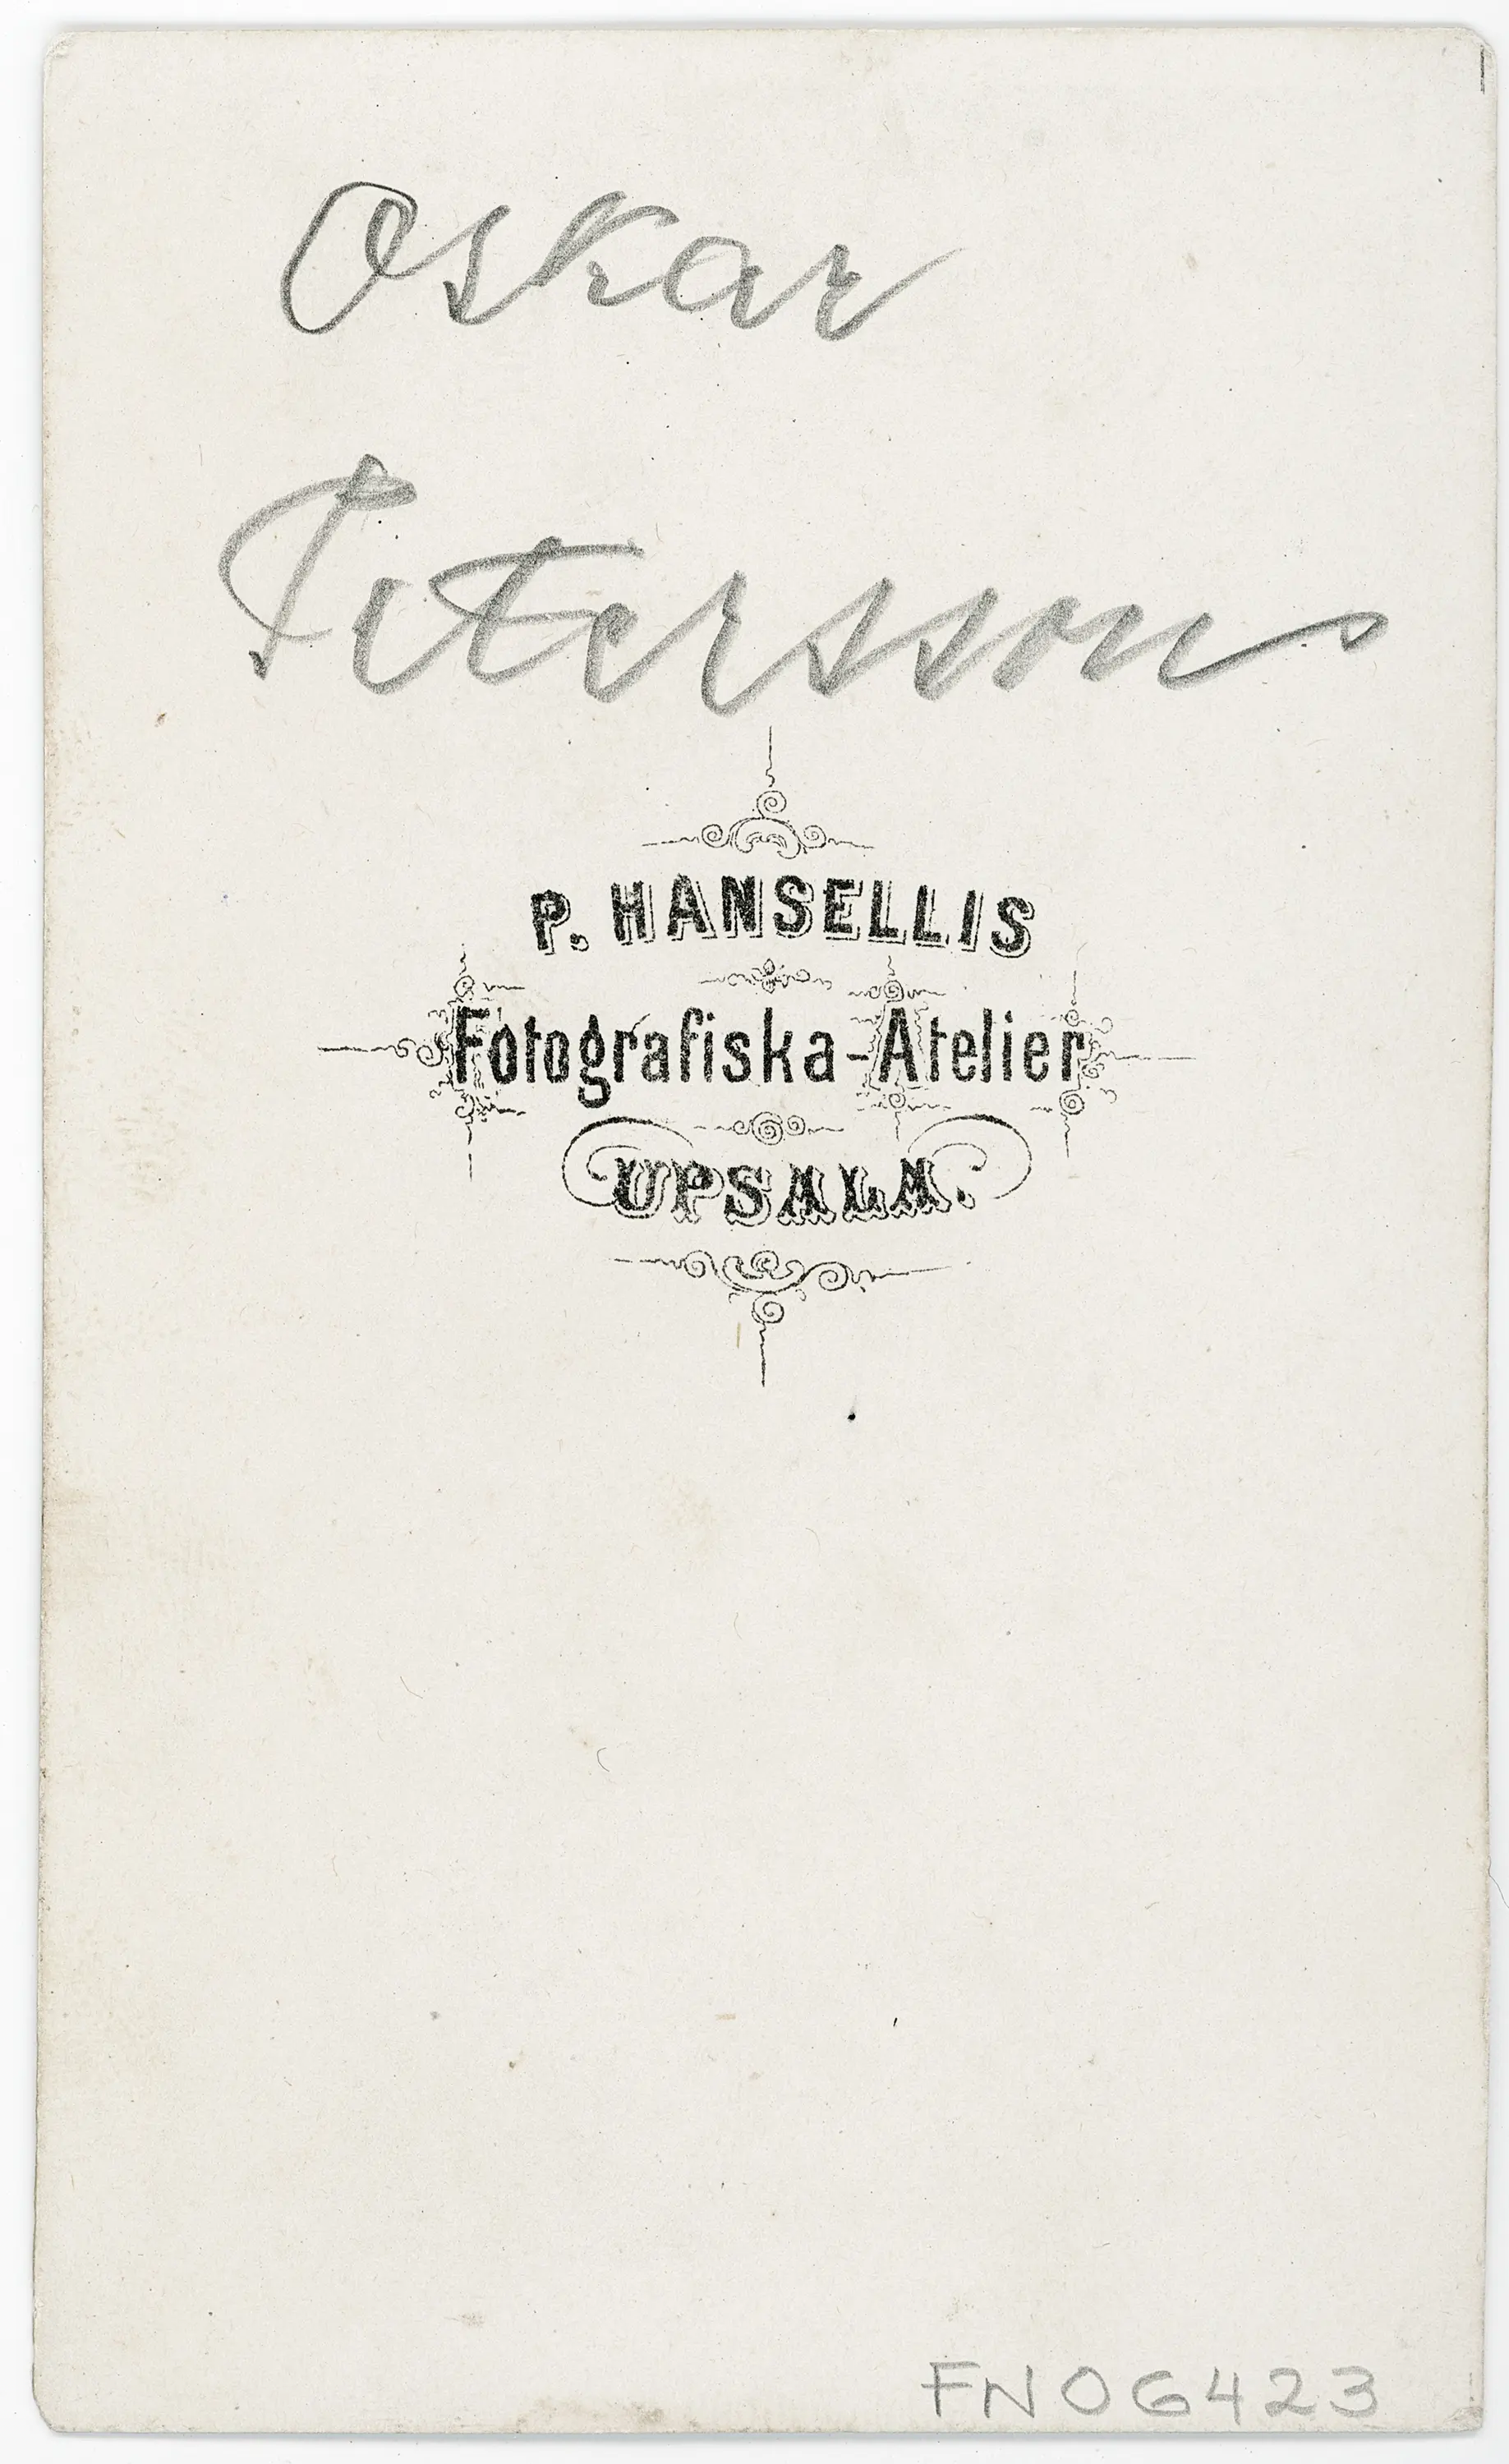 Oskar
Petersson
P. HANSELLIS
Fotografiska-Atelier
UPSALA.
FN06423